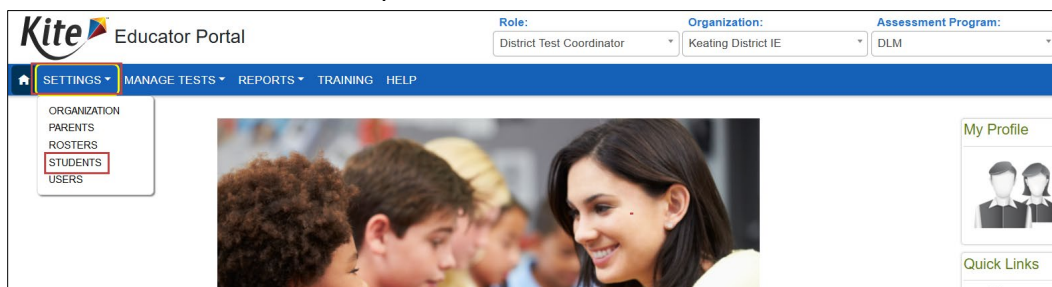 Kite Educator Portal
Role: Organization: Assessment Program:
District Test Coordinator Keating District IE DLM
SETTINGS MANAGE TESTS REPORTS TRAINING HELP
ORGANIZATION
PARENTS
ROSTERS
STUDENTS
USERS
My Profile
Quick Links